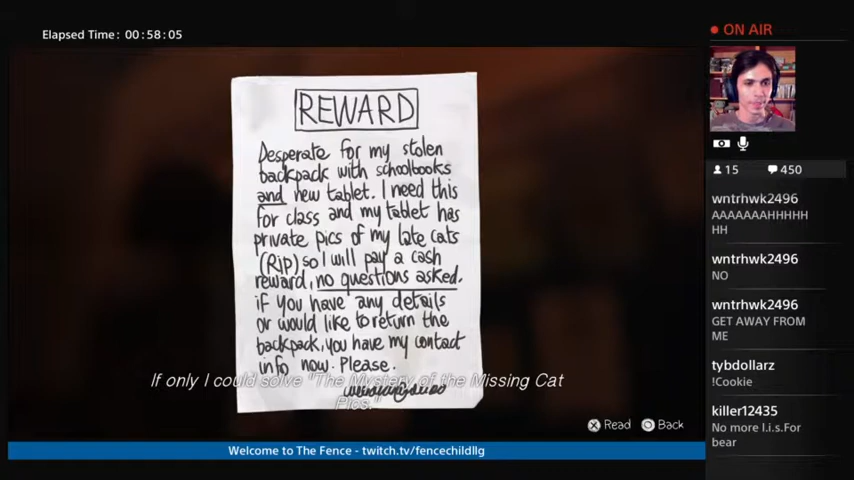 Elapsed Time: 00:58:05
ON AIR
REWARD
Desperate for my stolen
backpack with schoolbooks
and new tablet. I need this
for class and my tablet has
private pics of my late cats
(Rip) so I will pay a cash
reward, no questions asked.
if you have any details
or would like to return the
backpack, you have my contact
info now. Please.
If only I could solve "The Mystery of the Missing Cat
Pics."
Read
Back
Welcome to The Fence - twitch.tv/fencechildllg
15
450
wntrhwk2496
AAAAAAAHHHHH
HH
wntrhwk2496
NO
wntrhwk2496
GET AWAY FROM
ME
tybdollarz
!Cookie
killer12435
No more l.i.s.For
bear